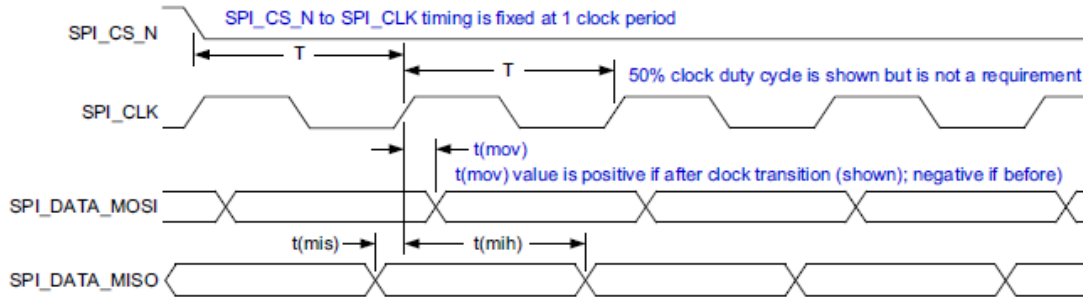 SPI_CS_N to SPI_CLK timing is fixed at 1 clock period
SPI_CS_N
T
T
50% clock duty cycle is shown but is not a requirement
SPI_CLK
t(mov)
t(mov) value is positive if after clock transition (shown); negative if before)
SPI_DATA_MOSI
t(mis)
t(mih)
SPI_DATA_MISO